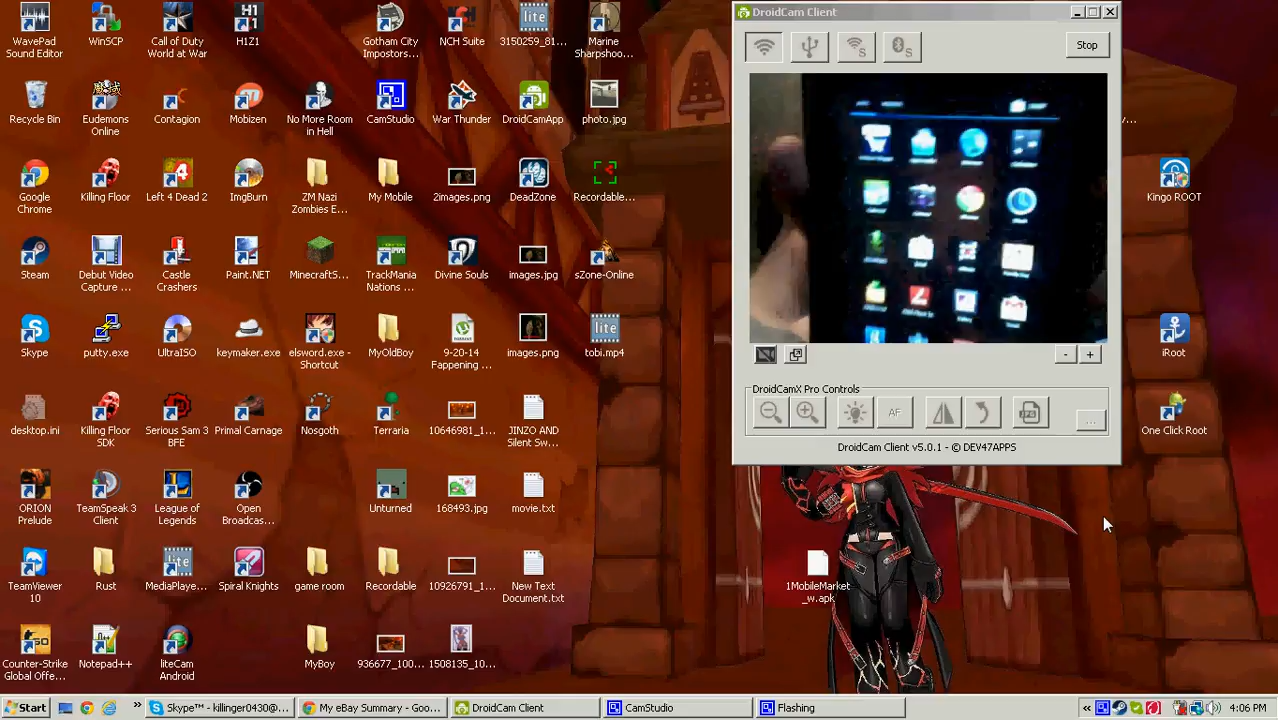 WavePad
Sound Editor
WinSCP
Call of Duty
World at War
H1Z1
Gotham City
Impostors...
NCH Suite
3150259_81...
Marine
Sharpshoo...
Recycle Bin
Eudemons
Online
Contagion
Mobizen
No More Room
in Hell
CamStudio
War Thunder
DroidCamApp
photo.jpg
Google
Chrome
Killing Floor
Left 4 Dead 2
ImgBurn
ZM Nazi
Zombies E...
My Mobile
2images.png
DeadZone
Recordable...
Steam
Debut Video
Capture ...
Castle
Crashers
Paint.NET
MinecraftS...
TrackMania
Nations ...
Divine Souls
images.jpg
sZone-Online
Skype
putty.exe
UltraISO
keymaker.exe
elsword.exe -
Shortcut
MyOldBoy
9-20-14
Fappening ...
images.png
tobi.mp4
desktop.ini
Killing Floor
SDK
Serious Sam 3
BFE
Primal Carnage
Nosgoth
Terraria
10646981_1...
JINZO AND
Silent Sw...
ORION
Prelude
TeamSpeak 3
Client
League of
Legends
Open
Broadcas...
Unturned
168493.jpg
movie.txt
TeamViewer
10
Rust
MediaPlaye...
Spiral Knights
game room
Recordable
10926791_1...
New Text
Document.txt
Counter-Strike
Global Offe...
Notepad++
liteCam
Android
MyBoy
936677_100...
1508135_10...
lite
lite
lite
lite
DroidCam Client
Stop
- +
DroidCamX Pro Controls
AF
JPG
...
DroidCam Client v5.0.1 - © DEV47APPS
v...
Kingo ROOT
iRoot
One Click Root
1MobileMarket
_w.apk
Start
Skype™ - killinger0430@...
My eBay Summary - Goo...
DroidCam Client
CamStudio
Flashing
4:06 PM